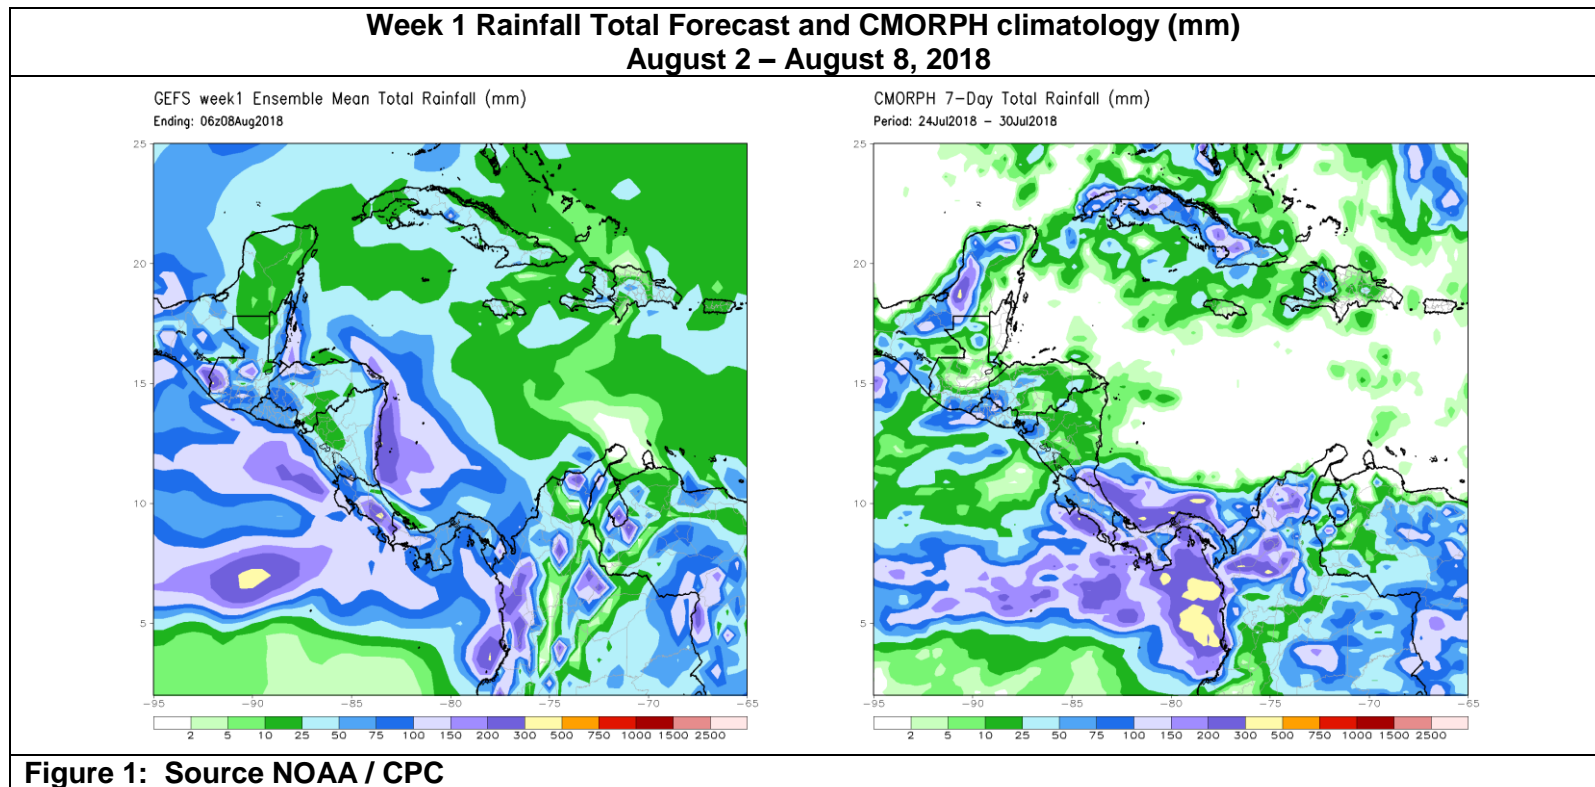 Week 1 Rainfall Total Forecast and CMORPH climatology (mm)
August 2 – August 8, 2018
GEFS week1 Ensemble Mean Total Rainfall (mm)
Ending: 06z08Aug2018
25
20
15
10
5
−95
−90
−85
−80
−75
−70
−65
2 5 10 25 50 75 100 150 200 300 500 750 1000 1500 2500
CMORPH 7-Day Total Rainfall (mm)
Period: 24Jul2018 – 30Jul2018
25
20
15
10
5
−95
−90
−85
−80
−75
−70
−65
2 5 10 25 50 75 100 150 200 300 500 750 1000 1500 2500
Figure 1: Source NOAA / CPC